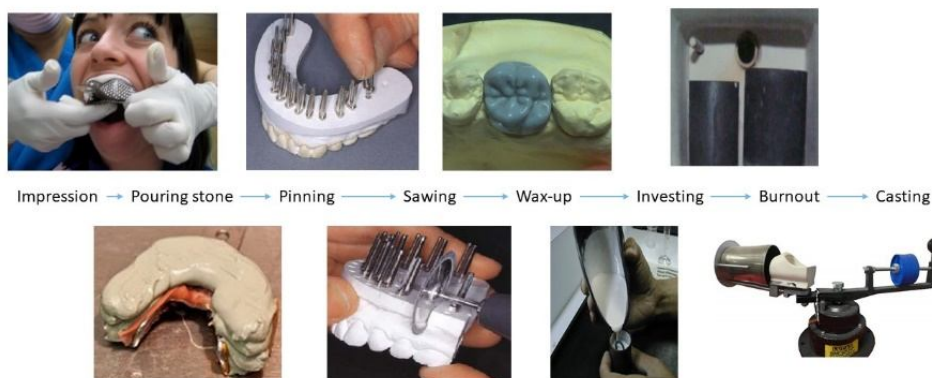 Impression → Pouring stone → Pinning → Sawing → Wax-up → Investing → Burnout → Casting